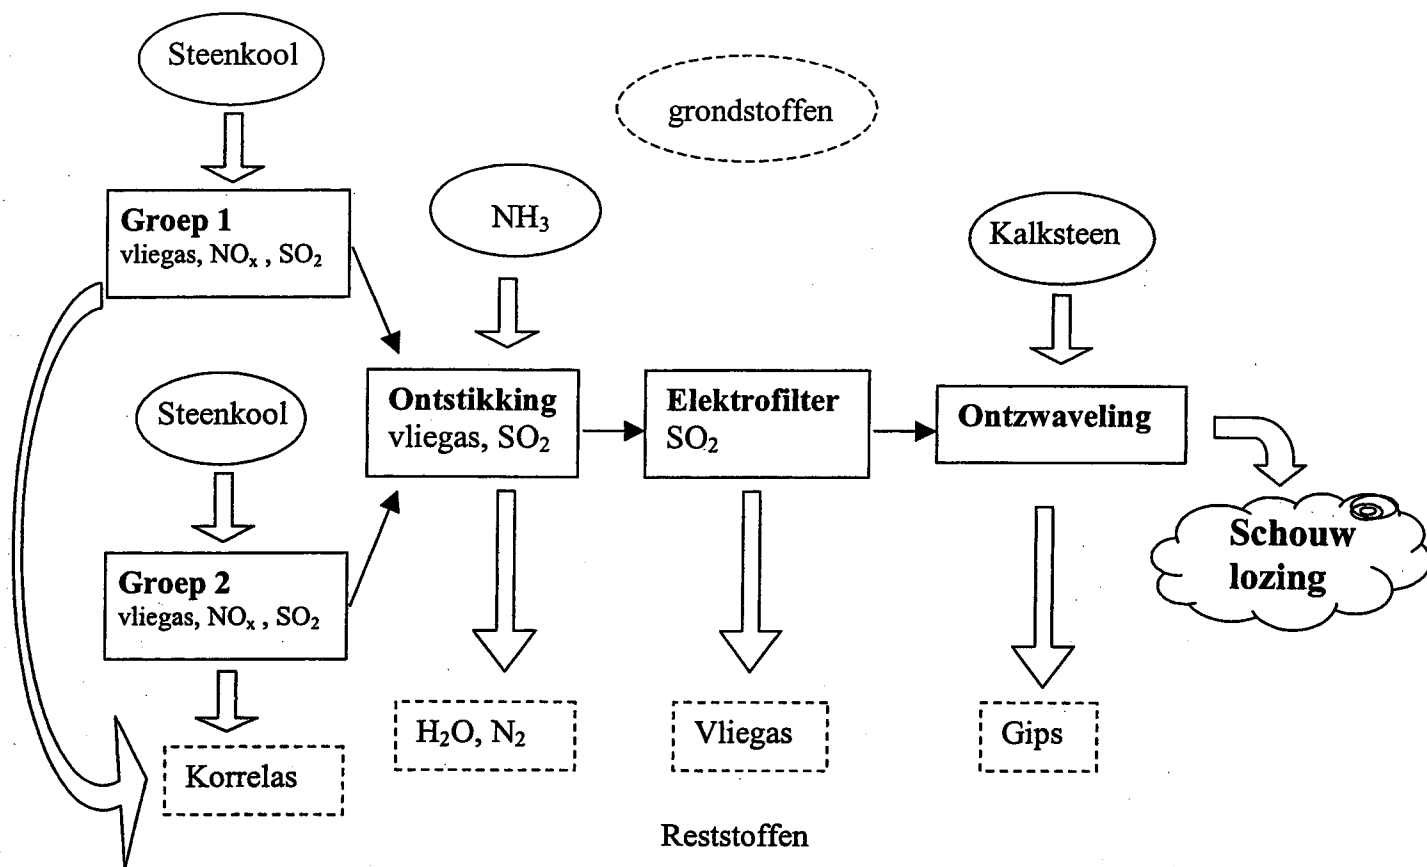 Steenkool
grondstoffen
Groep 1
vliegas, NOₓ , SO₂
NH₃
Kalksteen
Steenkool
Ontstikking
vliegas, SO₂
Elektrofilter
SO₂
Ontzwaveling
Schouw
lozing
Groep 2
vliegas, NOₓ , SO₂
H₂O, N₂
Vliegas
Gips
Korrelas
Reststoffen